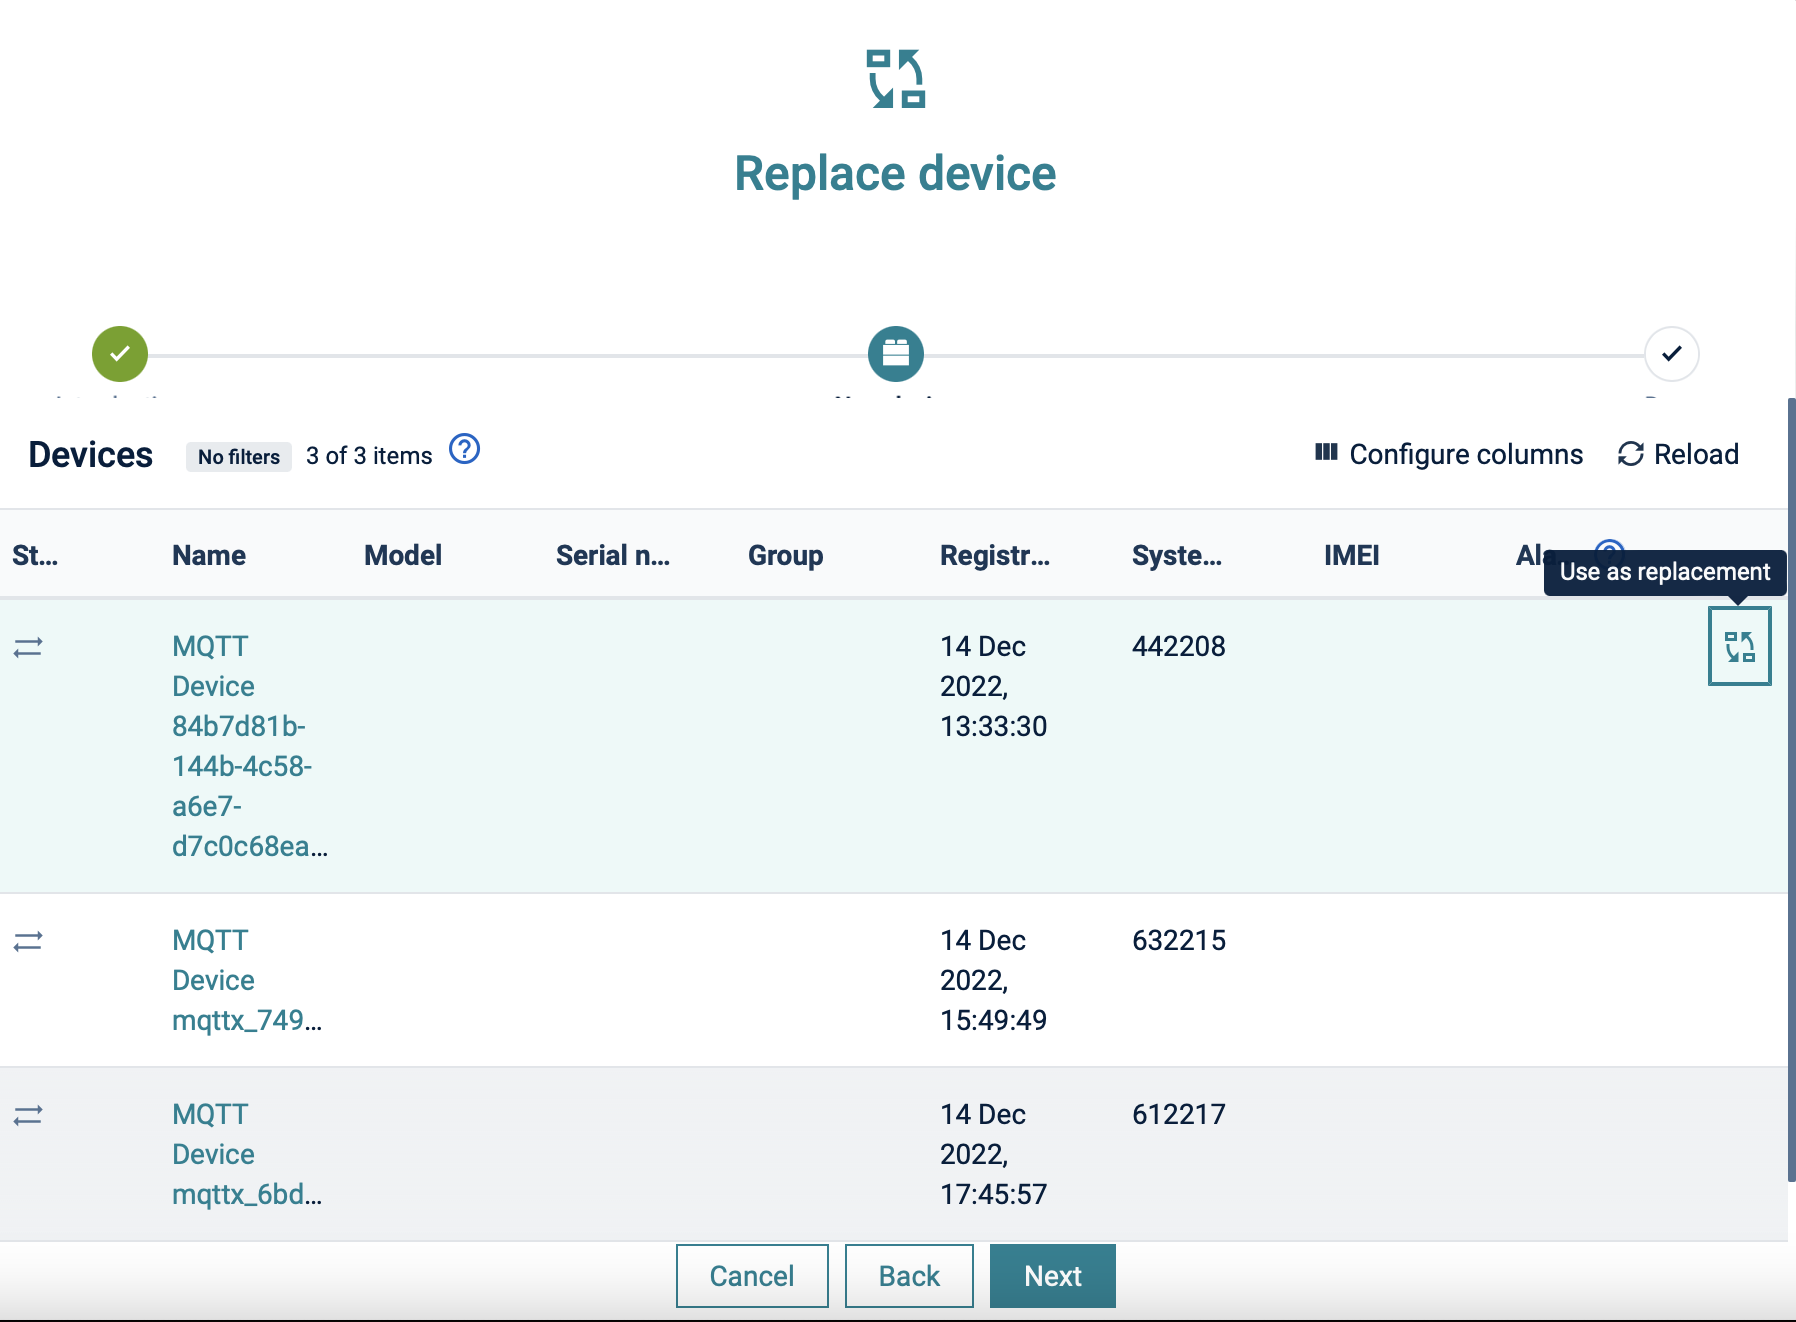 Replace device
Devices No filters 3 of 3 items Configure columns Reload
St... Name Model Serial n... Group Registr... Syste... IMEI Ala
Use as replacement
MQTT
Device
84b7d81b-
144b-4c58-
a6e7-
d7c0c68ea...
14 Dec
2022,
13:33:30
442208
MQTT
Device
mqttx_749...
14 Dec
2022,
15:49:49
632215
MQTT
Device
mqttx_6bd...
14 Dec
2022,
17:45:57
612217
Cancel Back Next